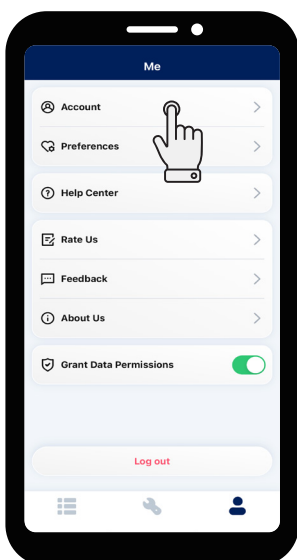 Me
Account
Preferences
Help Center
Rate Us
Feedback
About Us
Grant Data Permissions
Log out